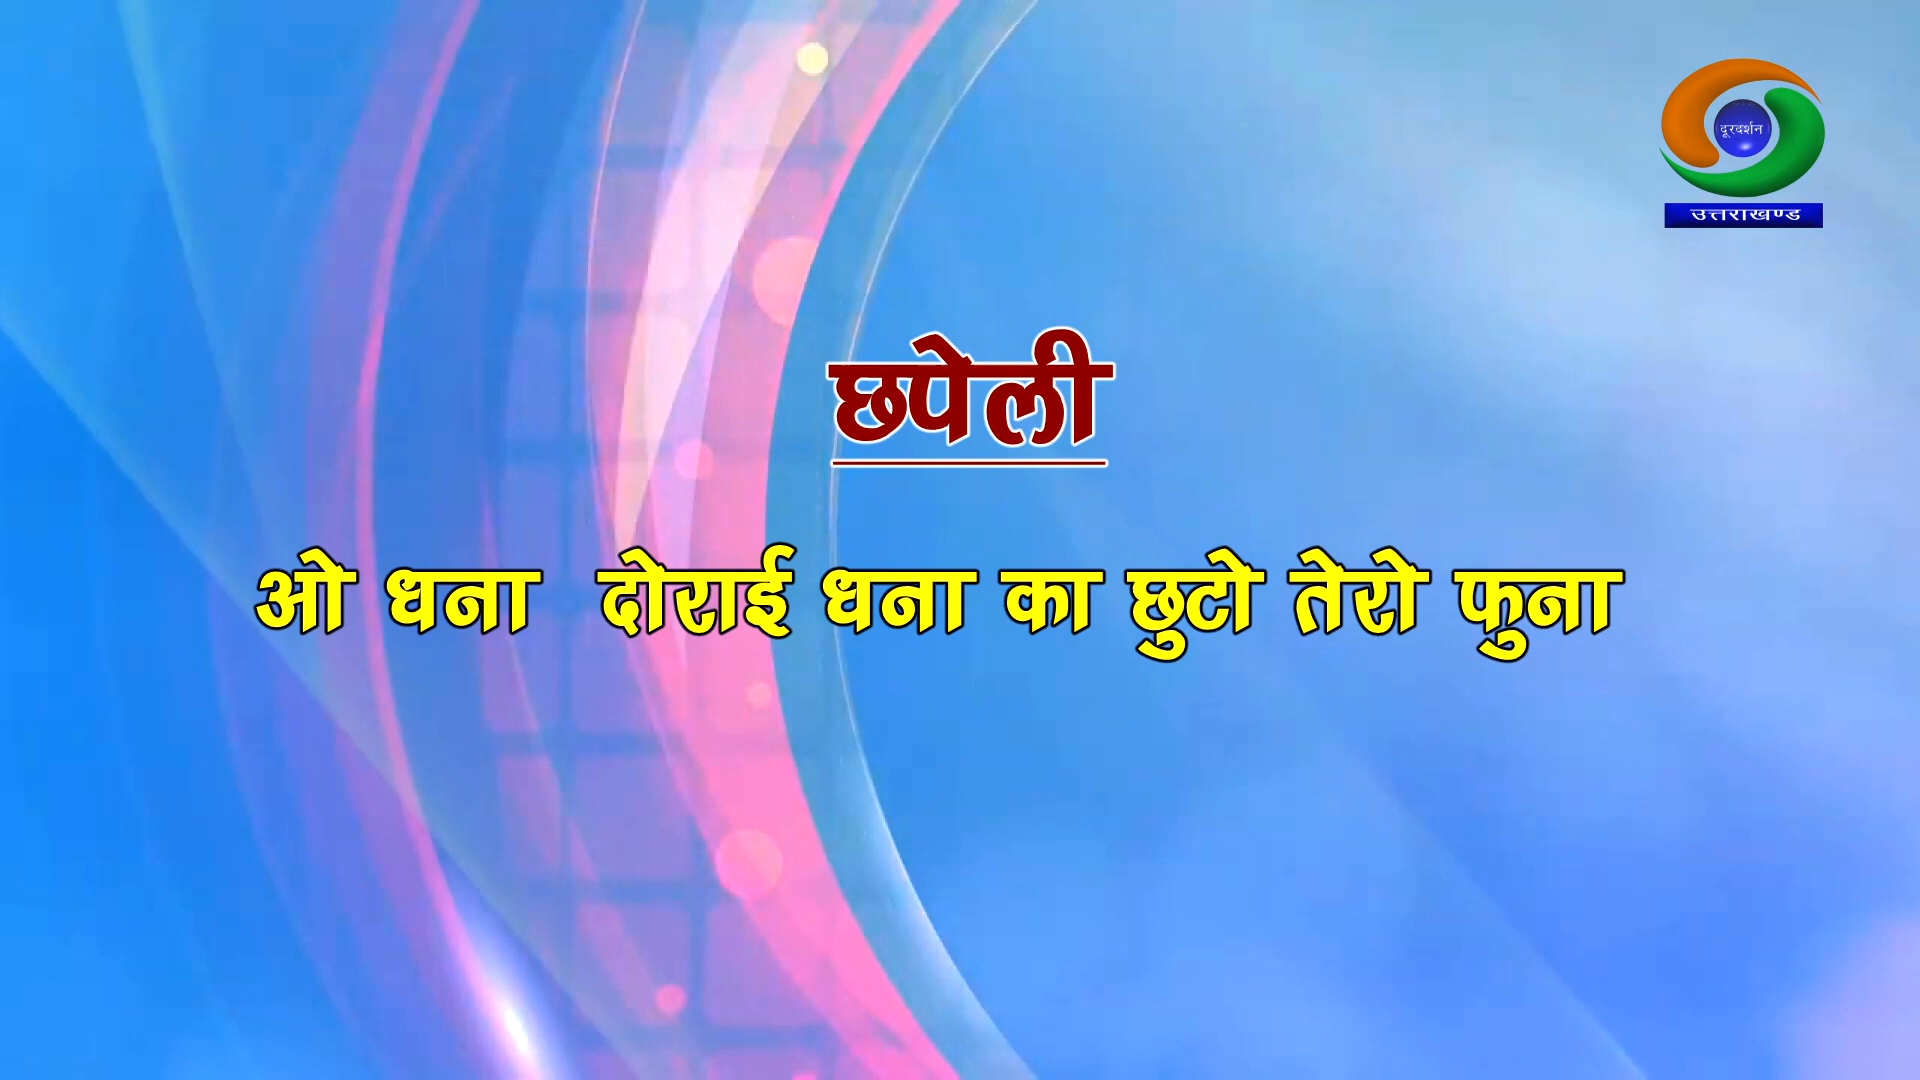 दूरदर्शन
उत्तराखण्ड
छपेली
ओ धना दोराई धना का छुटो तेरो फुना